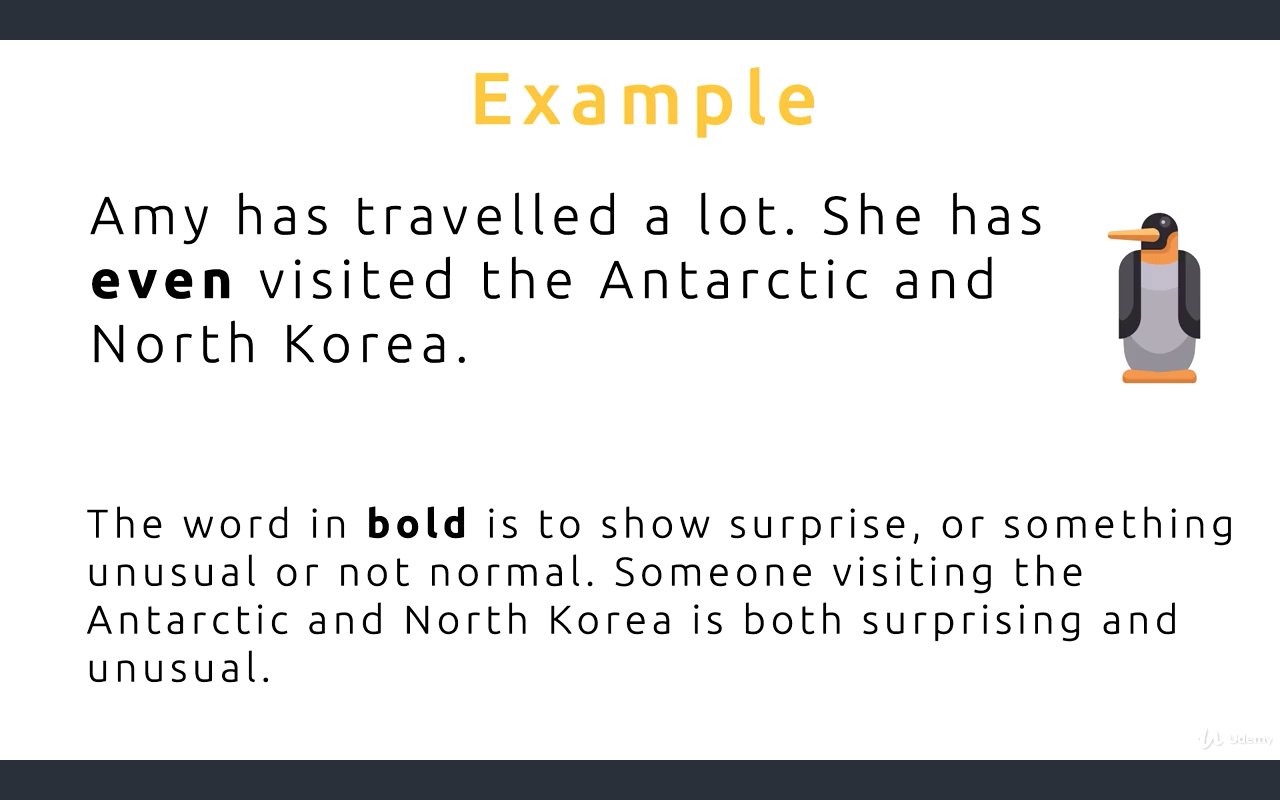 Example
Amy has travelled a lot. She has
even visited the Antarctic and
North Korea.
The word in bold is to show surprise, or something
unusual or not normal. Someone visiting the
Antarctic and North Korea is both surprising and
unusual.
Udemy